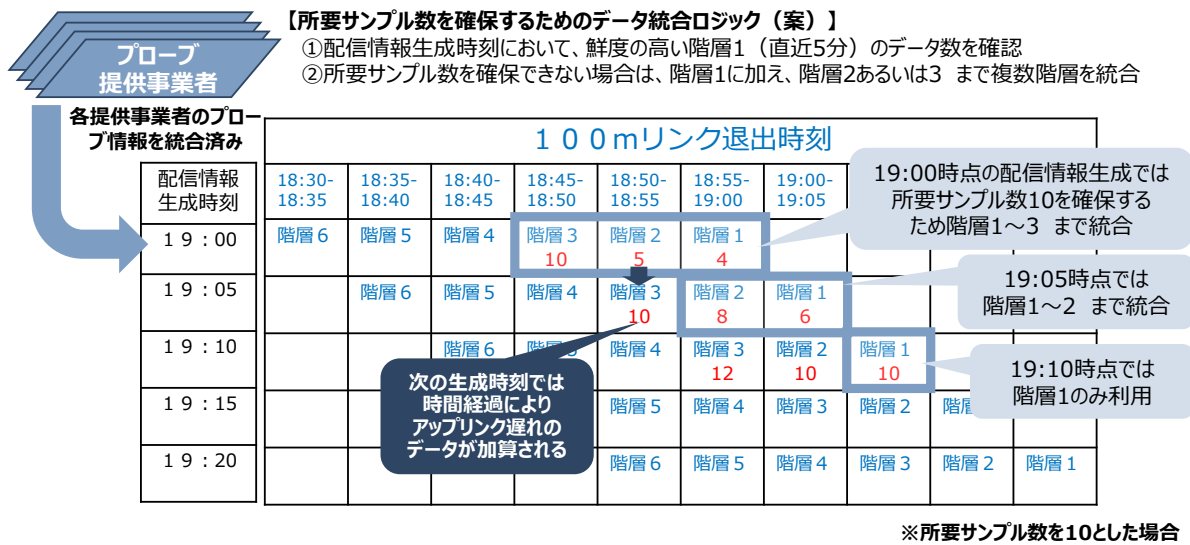 【所要サンプル数を確保するためのデータ統合ロジック（案）】
①配信情報生成時刻において、鮮度の高い階層1（直近5分）のデータ数を確認
②所要サンプル数を確保できない場合は、階層1に加え、階層2あるいは3 まで複数階層を統合
プローブ
提供事業者
各提供事業者のプロー
ブ情報を統合済み
１００ｍリンク退出時刻
配信情報
生成時刻
18:30-
18:35
18:35-
18:40
18:40-
18:45
18:45-
18:50
18:50-
18:55
18:55-
19:00
19:00-
19:05
１９：００
階層６
階層５
階層４
階層３
10
階層２
5
階層１
4
19:00時点の配信情報生成では
所要サンプル数10を確保する
ため階層1～3 まで統合
１９：０５
階層６
階層５
階層４
階層３
10
階層２
8
階層１
6
19:05時点では
階層1～2 まで統合
１９：１０
階層６
階層４
階層３
12
階層２
10
階層１
10
19:10時点では
階層1のみ利用
次の生成時刻では
時間経過により
アップリンク遅れの
データが加算される
１９：１５
階層５
階層４
階層３
階層２
１９：２０
階層６
階層５
階層４
階層３
階層２
階層１
※所要サンプル数を10とした場合